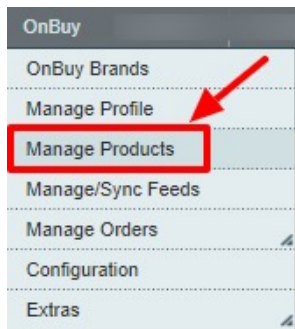 OnBuy
OnBuy Brands
Manage Profile
Manage Products
Manage/Sync Feeds
Manage Orders
Configuration
Extras